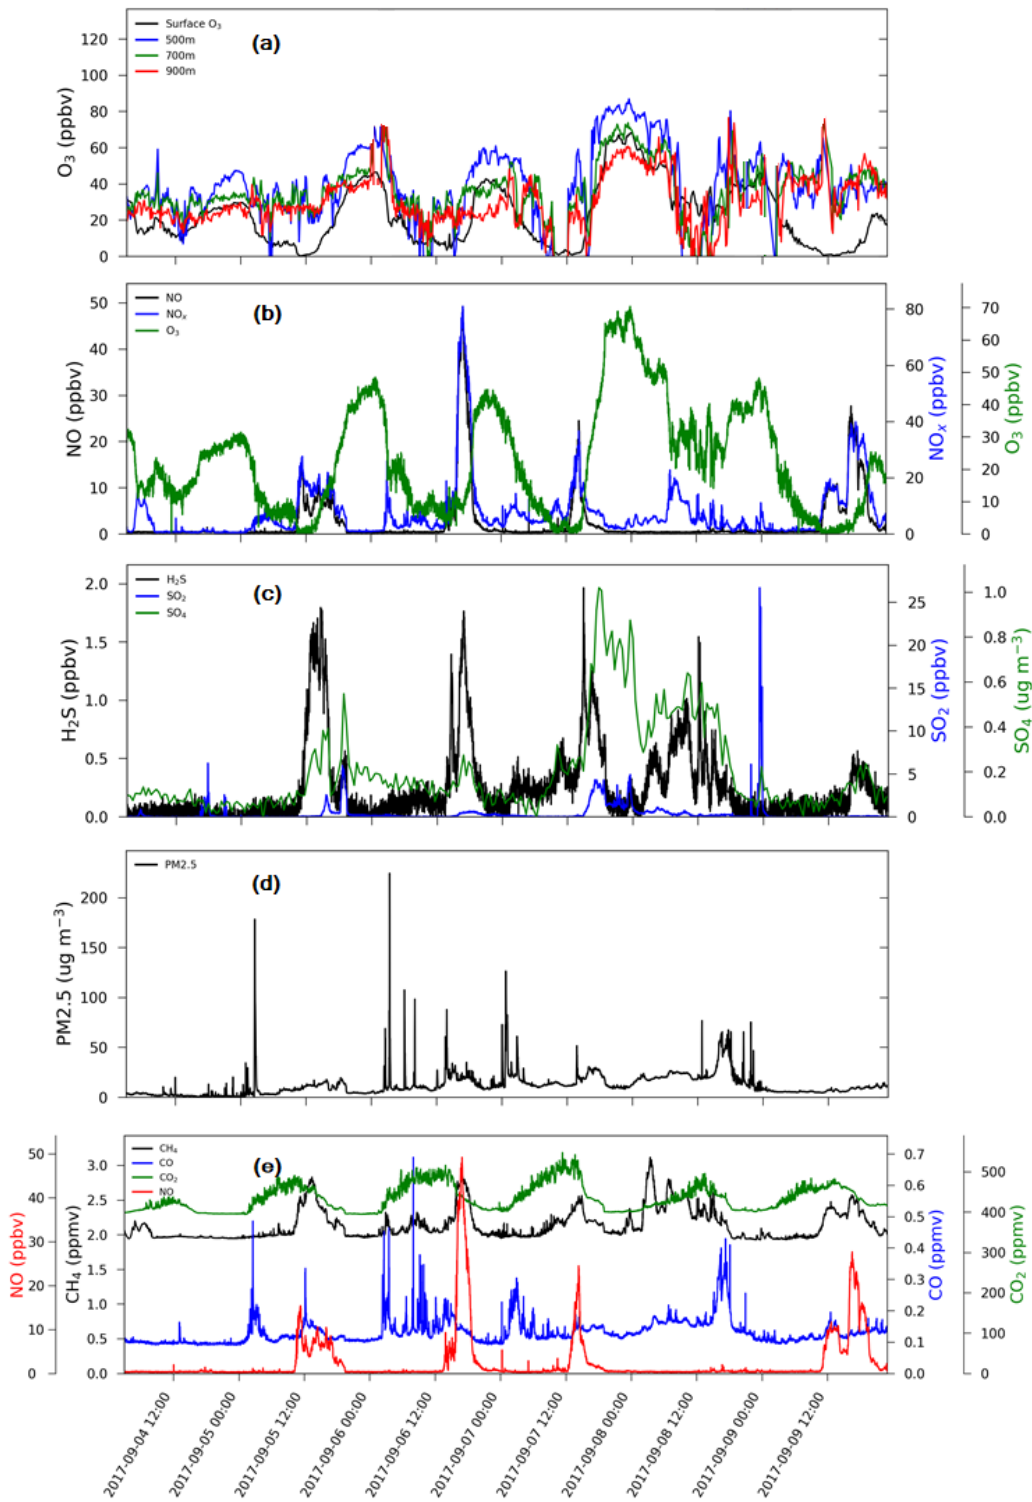 (a)
Surface O3
500m
700m
900m
O3 (ppbv)
120
100
80
60
40
20
0
(b)
NO
NOx
O3
NO (ppbv)
50
40
30
20
10
0
NOx (ppbv)
80
60
40
20
0
O3 (ppbv)
70
60
50
40
30
20
10
0
(c)
H2S
SO2
SO4
H2S (ppbv)
2.0
1.5
1.0
0.5
0.0
SO2 (ppbv)
25
20
15
10
5
0
SO4 (ug m−3)
1.0
0.8
0.6
0.4
0.2
0.0
(d)
PM2.5
PM2.5 (ug m−3)
200
150
100
50
0
(e)
CH4
CO
CO2
NO
NO (ppbv)
50
40
30
20
10
0
CH4 (ppmv)
3.0
2.5
2.0
1.5
1.0
0.5
0.0
CO (ppmv)
0.7
0.6
0.5
0.4
0.3
0.2
0.1
0.0
CO2 (ppmv)
500
400
300
200
100
0
2017-09-04 12:00
2017-09-05 00:00
2017-09-05 12:00
2017-09-06 00:00
2017-09-06 12:00
2017-09-07 00:00
2017-09-07 12:00
2017-09-08 00:00
2017-09-08 12:00
2017-09-09 00:00
2017-09-09 12:00